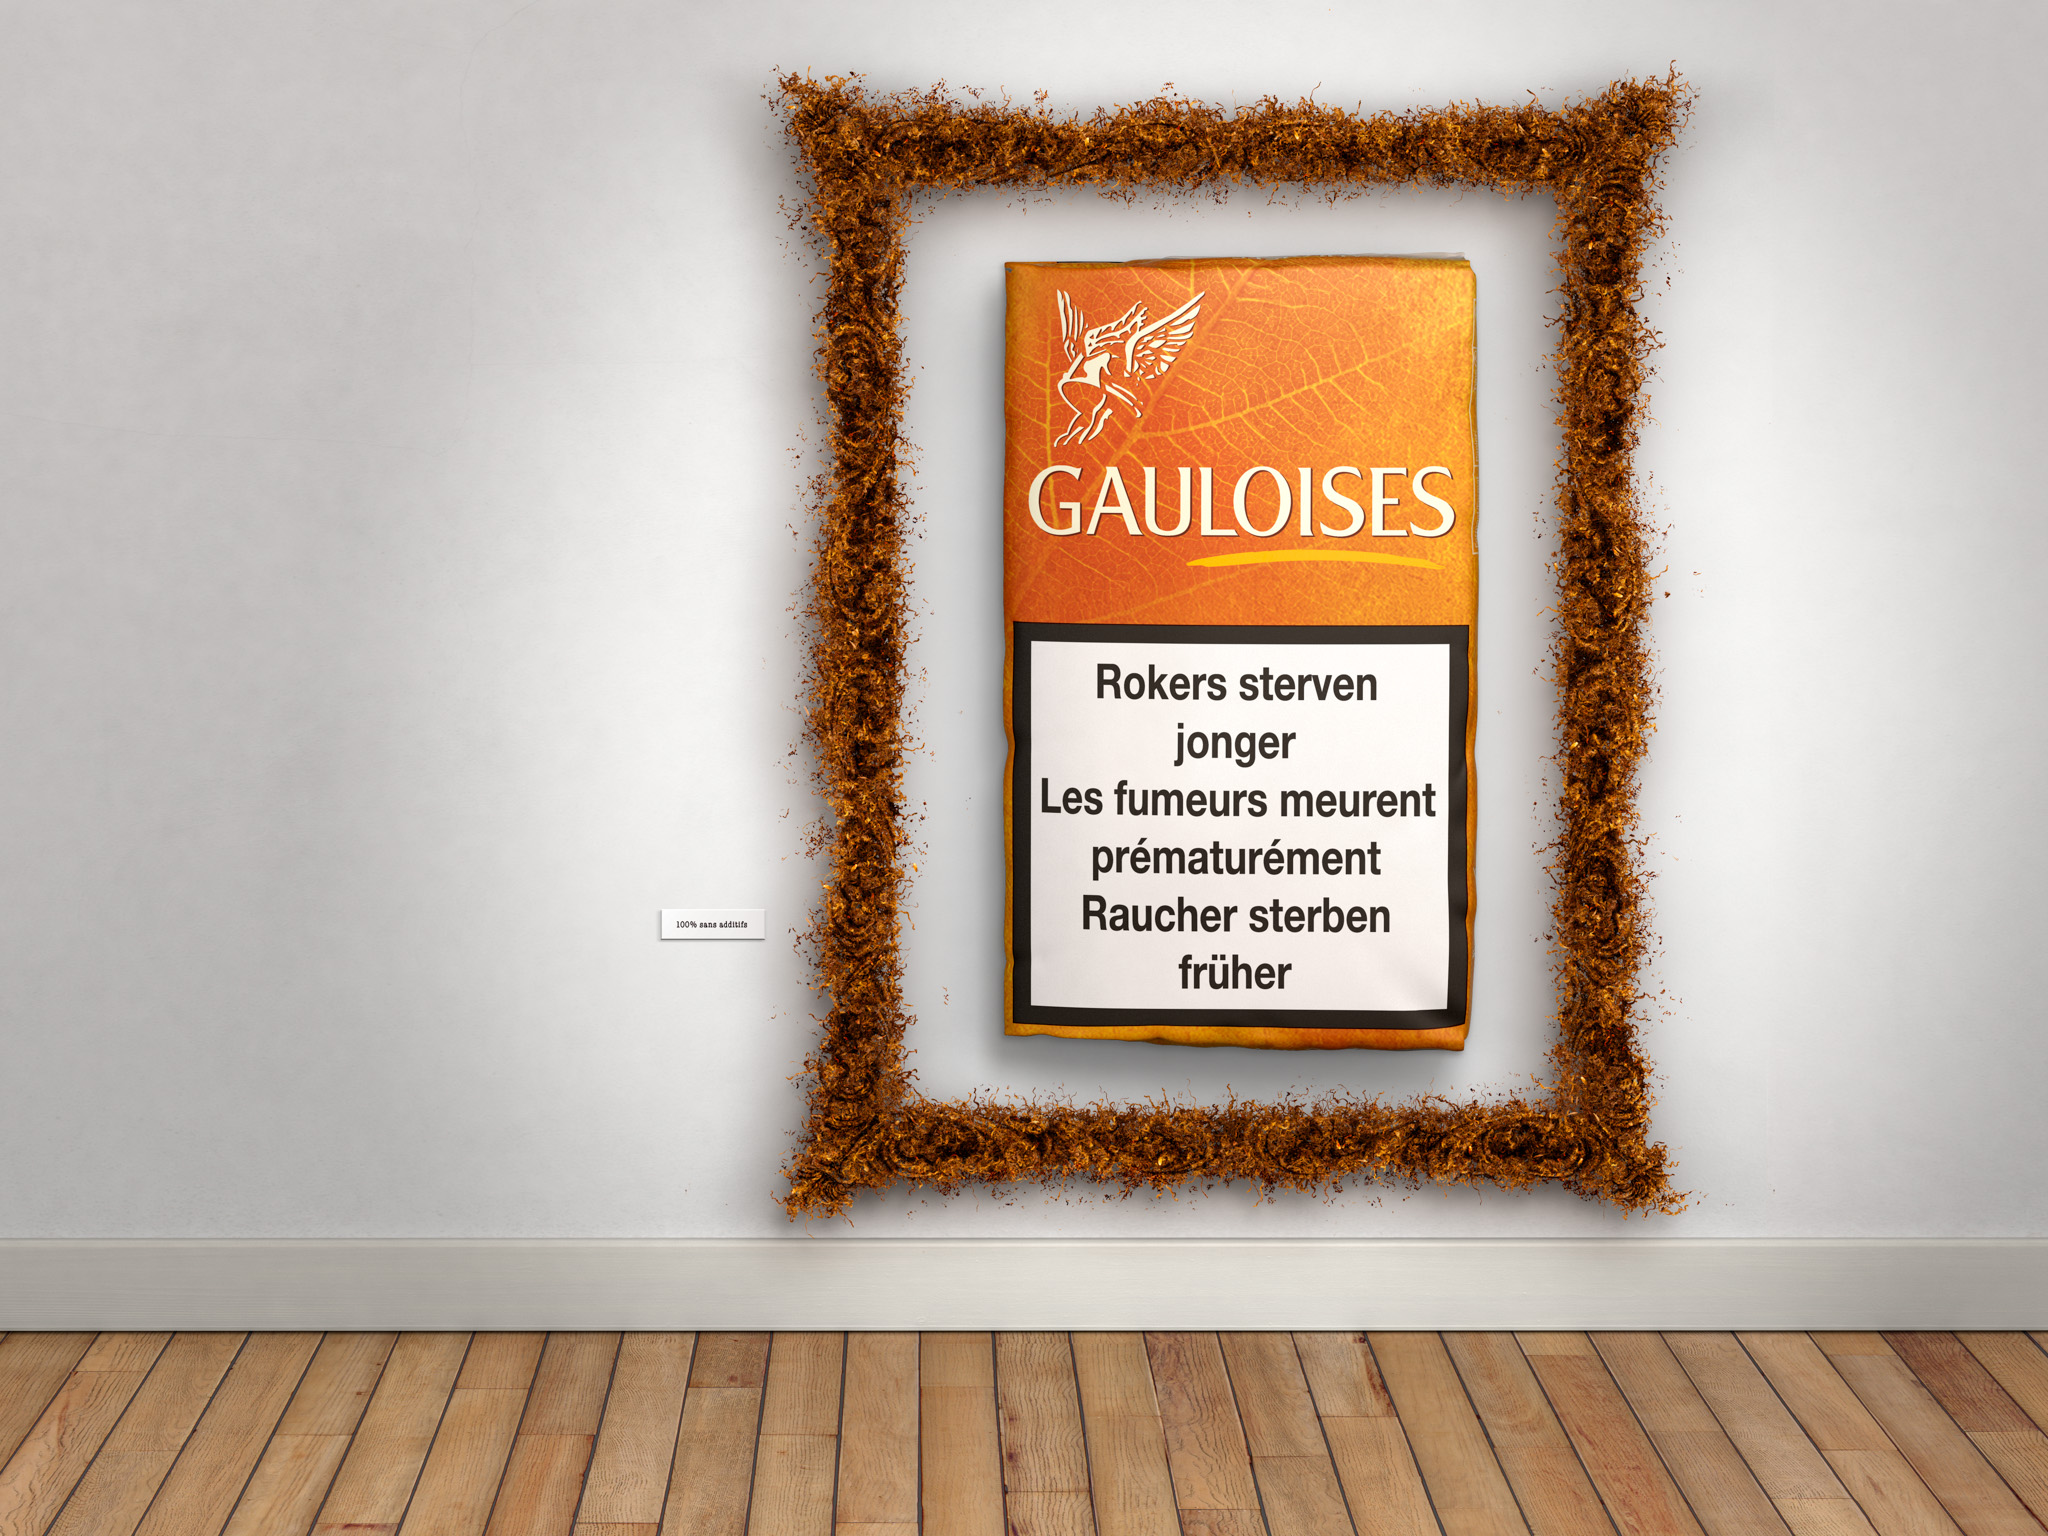 GAULOISES
Rokers sterven
jonger
Les fumeurs meurent
prématurément
Raucher sterben
früher
100% sans additifs